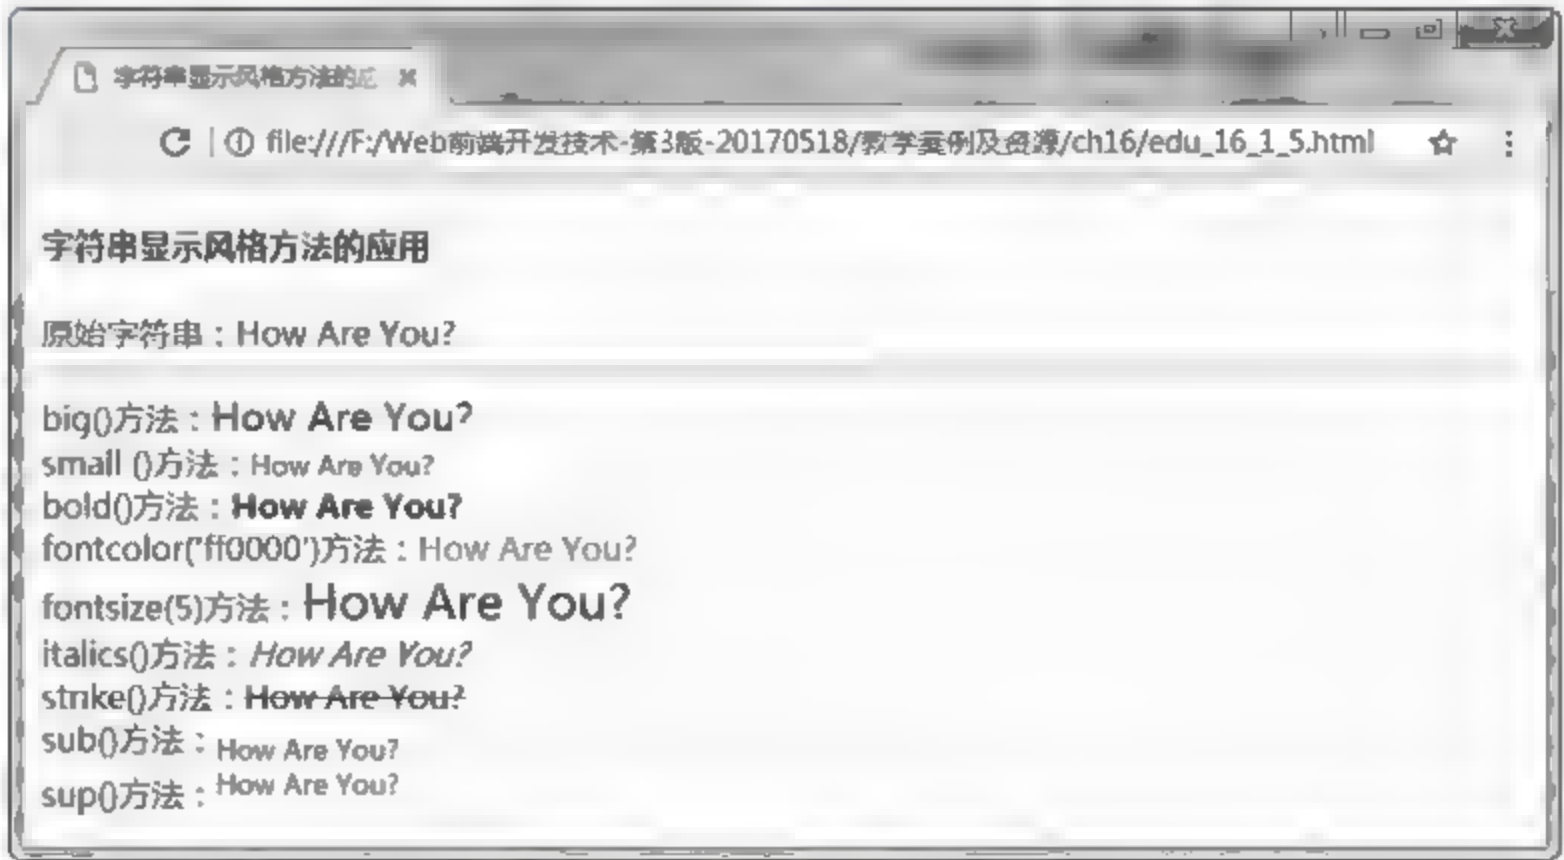 字符串显示风格方法的应
file:///F:/Web前端开发技术-第3版-20170518/教学案例及资源/ch16/edu_16_1_5.html
字符串显示风格方法的应用
原始字符串：How Are You?
big()方法：How Are You?
small ()方法：How Are You?
bold()方法：How Are You?
fontcolor("ff0000")方法：How Are You?
fontsize(5)方法：How Are You?
italics()方法：How Are You?
strike()方法：How Are You?
sub()方法：How Are You?
sup()方法：How Are You?